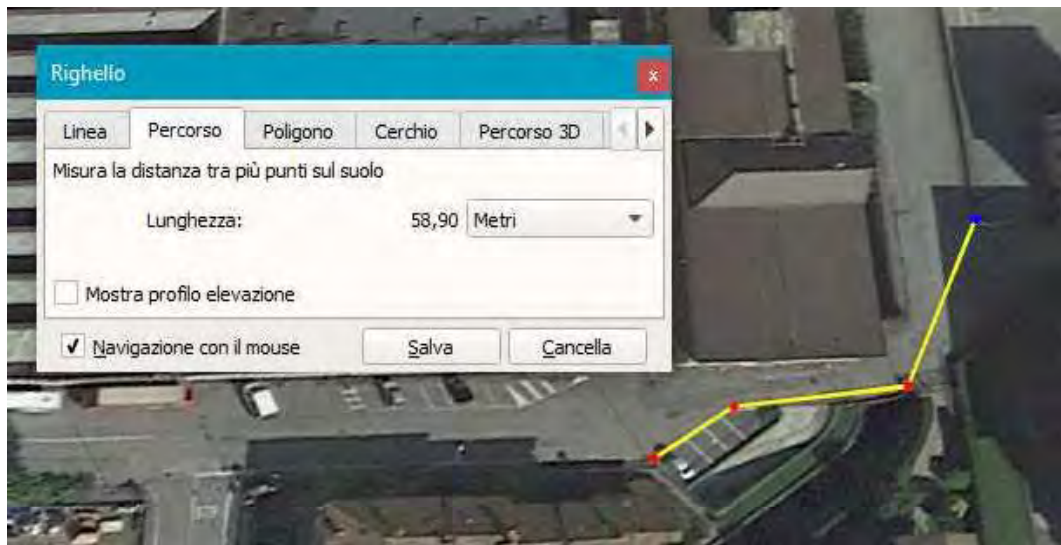 Righello
x
Linea Percorso Poligono Cerchio Percorso 3D
Misura la distanza tra più punti sul suolo
Lunghezza: 58,90 Metri
Mostra profilo elevazione
Navigazione con il mouse Salva Cancella